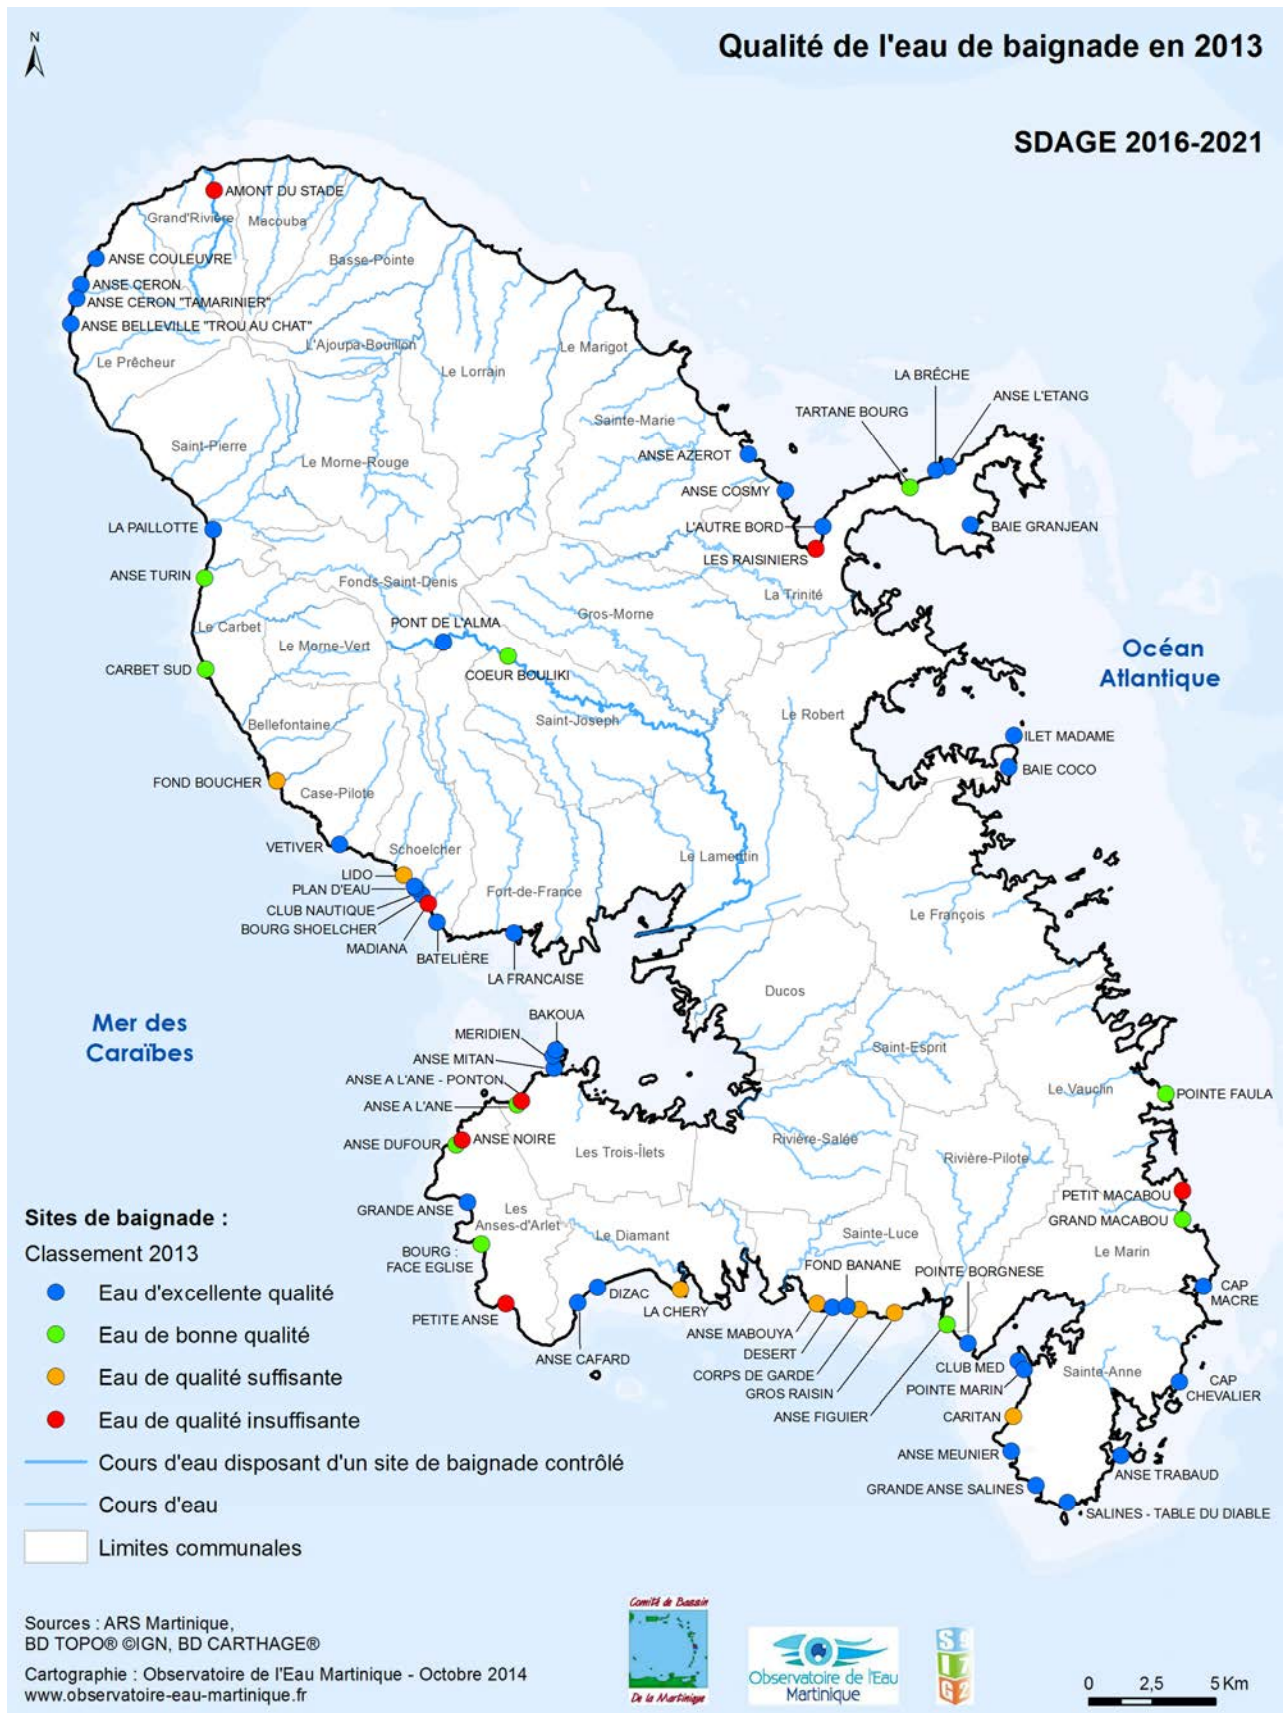 N
Qualité de l'eau de baignade en 2013
SDAGE 2016-2021
AMONT DU STADE
Grand'Rivière
Macouba
ANSE COULEUVRE
Basse-Pointe
ANSE CERON
ANSE CERON "TAMARINIER"
ANSE BELLEVILLE "TROU AU CHAT"
L'Ajoupa-Bouillon
Le Marigot
Le Prêcheur
Le Lorrain
LA BRÊCHE
ANSE L'ETANG
TARTANE BOURG
Sainte-Marie
Saint-Pierre
ANSE AZEROT
Le Morne-Rouge
ANSE COSMY
LA PAILLOTTE
L'AUTRE BORD
BAIE GRANJEAN
LES RAISINIERS
ANSE TURIN
Fonds-Saint-Denis
La Trinité
Gros-Morne
PONT DE L'ALMA
Le Carbet
Le Morne-Vert
Océan
Atlantique
CARBET SUD
COEUR BOULIKI
Saint-Joseph
Le Robert
Bellefontaine
ILET MADAME
BAIE COCO
FOND BOUCHER
Case-Pilote
VETIVER
Schoelcher
Le Lamentin
LIDO
PLAN D'EAU
Fort-de-France
CLUB NAUTIQUE
Le François
BOURG SHOELCHER
MADIANA
BATELIÈRE
LA FRANCAISE
Ducos
Mer des
Caraïbes
BAKOUA
MERIDIEN
Saint-Esprit
ANSE MITAN
ANSE A L'ANE - PONTON
Le Vauclin
POINTE FAULA
ANSE A L'ANE
ANSE DUFOUR
ANSE NOIRE
Rivière-Salée
Les Trois-Îlets
Rivière-Pilote
PETIT MACABOU
GRANDE ANSE
Les
Anses-d'Arlet
GRAND MACABOU
Le Diamant
Sainte-Luce
Le Marin
BOURG :
FACE EGLISE
FOND BANANE
POINTE BORGNESE
DIZAC
CAP
MACRE
LA CHERY
PETITE ANSE
ANSE MABOUYA
DESERT
ANSE CAFARD
CORPS DE GARDE
CLUB MED
Sainte-Anne
GROS RAISIN
POINTE MARIN
CAP
CHEVALIER
ANSE FIGUIER
CARITAN
ANSE MEUNIER
ANSE TRABAUD
GRANDE ANSE SALINES
SALINES - TABLE DU DIABLE
Sites de baignade :
Classement 2013
Eau d'excellente qualité
Eau de bonne qualité
Eau de qualité suffisante
Eau de qualité insuffisante
Cours d'eau disposant d'un site de baignade contrôlé
Cours d'eau
Limites communales
Sources : ARS Martinique,
BD TOPO® ©IGN, BD CARTHAGE®
Cartographie : Observatoire de l'Eau Martinique - Octobre 2014
www.observatoire-eau-martinique.fr
Comité de Bassin
De la Martinique
Observatoire de l'Eau
Martinique
0 2,5 5 Km